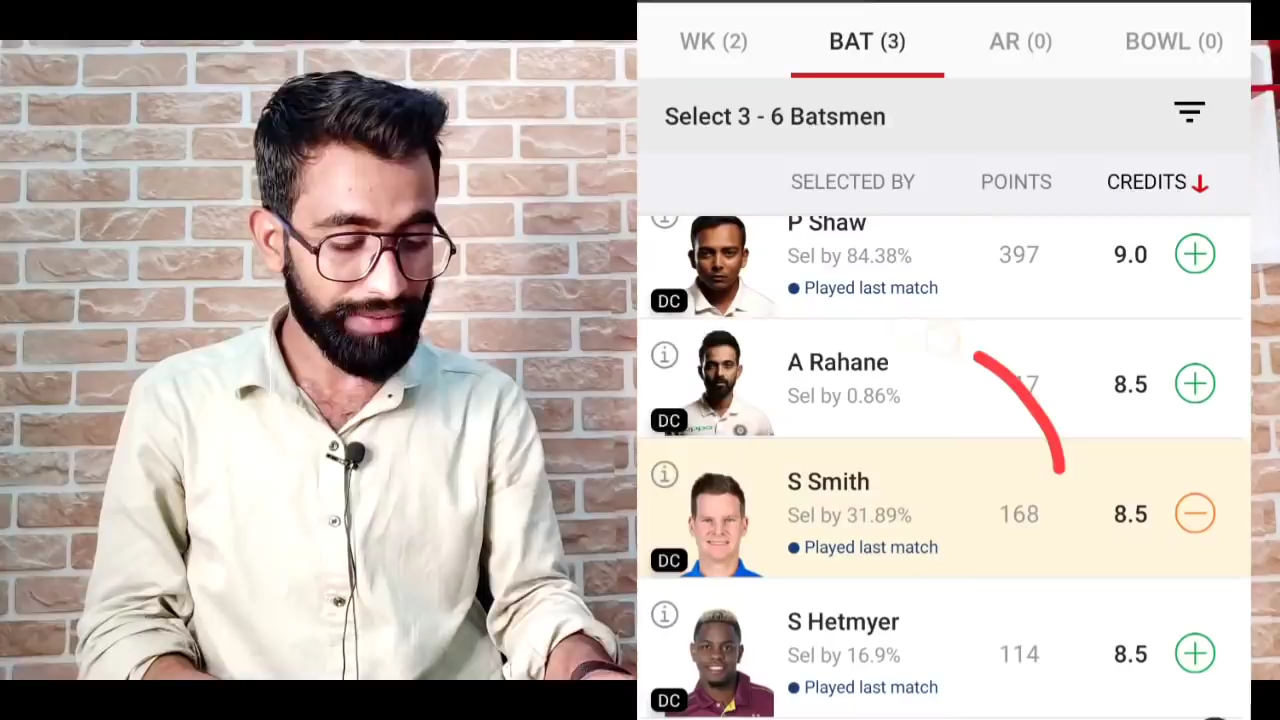 WK (2) BAT (3) AR (0) BOWL (0)
Select 3 - 6 Batsmen
SELECTED BY POINTS CREDITS
P Shaw
Sel by 84.38% 397 9.0
Played last match
DC
A Rahane
Sel by 0.86% 8.5
DC
S Smith
Sel by 31.89% 168 8.5
Played last match
DC
S Hetmyer
Sel by 16.9% 114 8.5
Played last match
DC